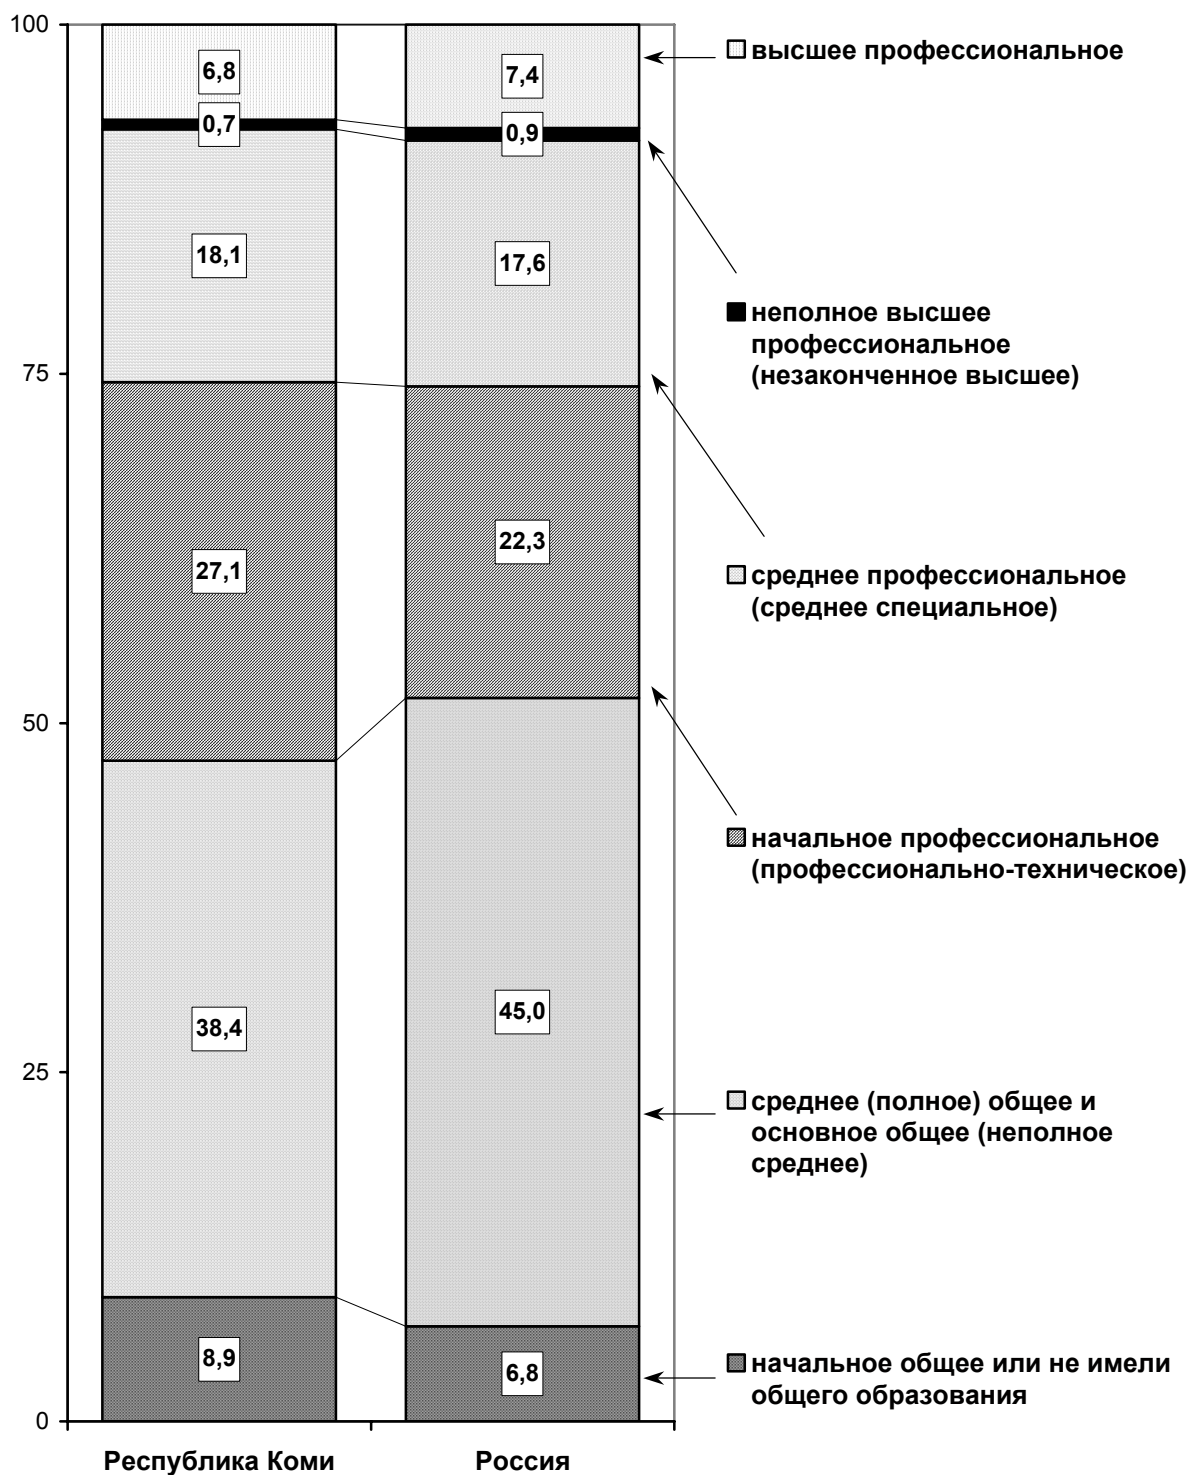 100
75
50
25
0
6,8
0,7
18,1
27,1
38,4
8,9
7,4
0,9
17,6
22,3
45,0
6,8
Республика Коми
Россия
высшее профессиональное
неполное высшее
профессиональное
(незаконченное высшее)
среднее профессиональное
(среднее специальное)
начальное профессиональное
(профессионально-техническое)
среднее (полное) общее и
основное общее (неполное
среднее)
начальное общее или не имели
общего образования